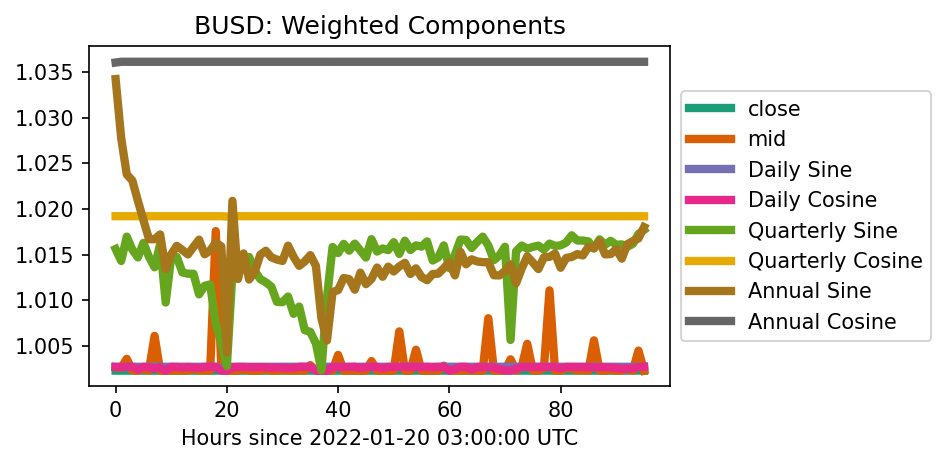 BUSD: Weighted Components
1.035
1.030
1.025
1.020
1.015
1.010
1.005
0 20 40 60 80
Hours since 2022-01-20 03:00:00 UTC
close
mid
Daily Sine
Daily Cosine
Quarterly Sine
Quarterly Cosine
Annual Sine
Annual Cosine